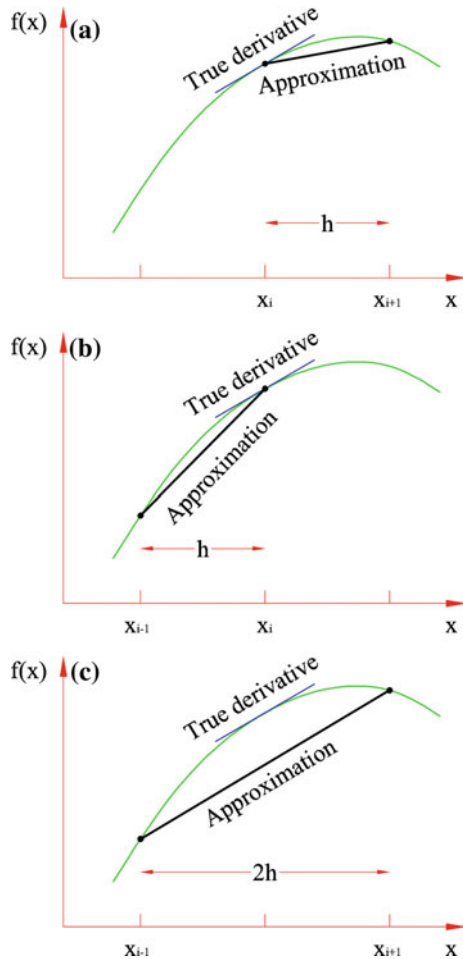 f(x) (a)
True derivative
Approximation
h
xi xi+1 x
f(x) (b)
True derivative
Approximation
h
xi-1 xi x
f(x) (c)
True derivative
Approximation
2h
xi-1 xi+1 x